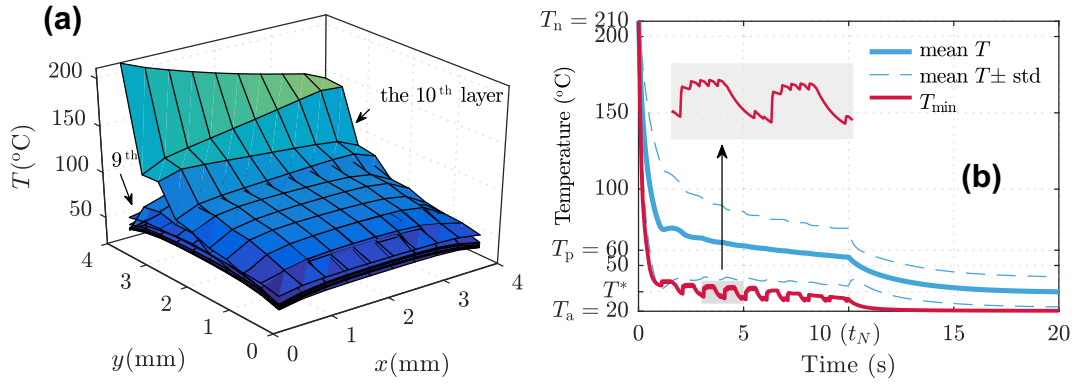 (a)
200
150
100
50
T(°C)
the 10th layer
9th
4
3
2
1
0
y(mm)
0
1
2
3
4
x(mm)
(b)
Tn = 210
200
150
100
Tp = 60
50
T*
Ta = 20
Temperature (°C)
mean T
mean T± std
Tmin
0
5
10 (tN)
15
20
Time (s)